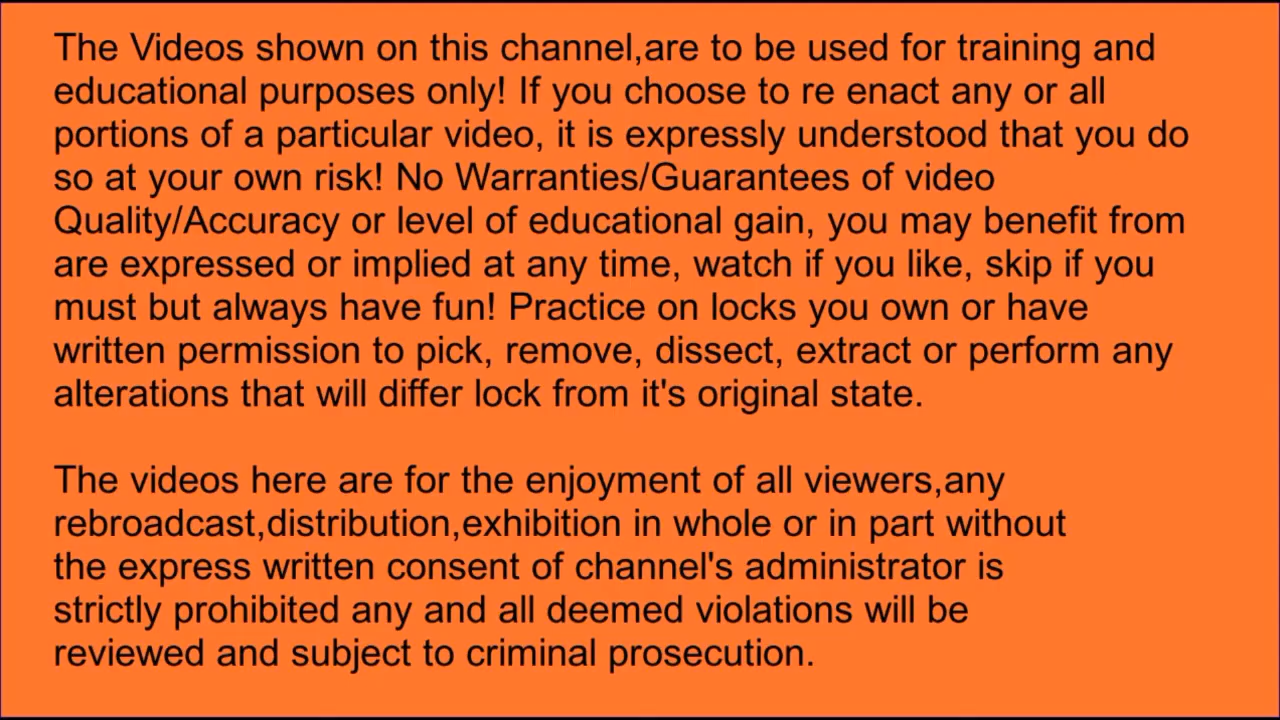 The Videos shown on this channel,are to be used for training and
educational purposes only! If you choose to re enact any or all
portions of a particular video, it is expressly understood that you do
so at your own risk! No Warranties/Guarantees of video
Quality/Accuracy or level of educational gain, you may benefit from
are expressed or implied at any time, watch if you like, skip if you
must but always have fun! Practice on locks you own or have
written permission to pick, remove, dissect, extract or perform any
alterations that will differ lock from it's original state.
The videos here are for the enjoyment of all viewers,any
rebroadcast,distribution,exhibition in whole or in part without
the express written consent of channel's administrator is
strictly prohibited any and all deemed violations will be
reviewed and subject to criminal prosecution.